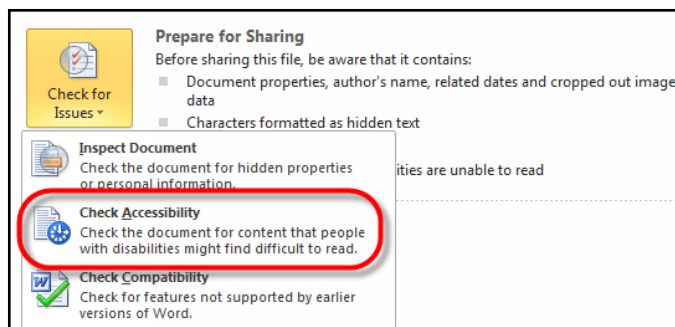 Prepare for Sharing
Before sharing this file, be aware that it contains:
Document properties, author's name, related dates and cropped out image
data
Characters formatted as hidden text
ities are unable to read
Check for
Issues
Inspect Document
Check the document for hidden properties
or personal information.
Check Accessibility
Check the document for content that people
with disabilities might find difficult to read.
Check Compatibility
Check for features not supported by earlier
versions of Word.